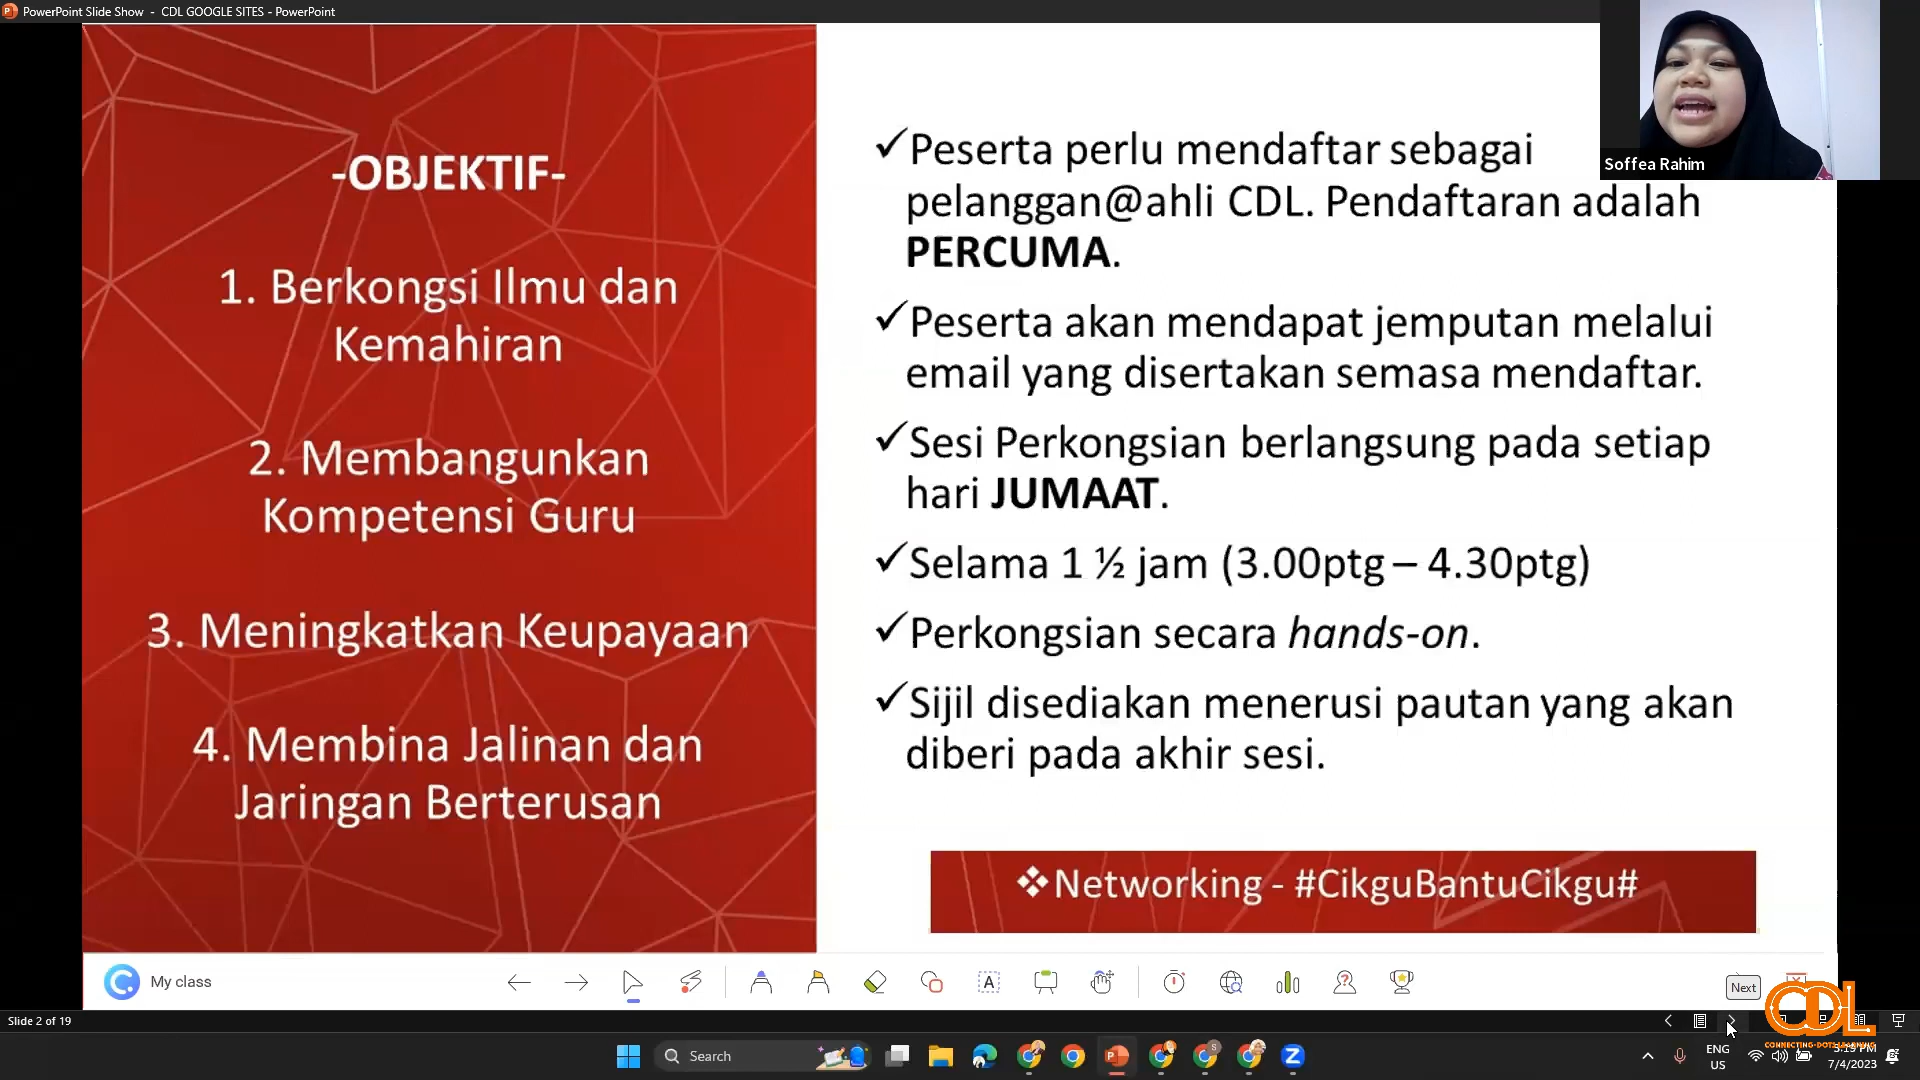 PowerPoint Slide Show - CDL GOOGLE SITES - PowerPoint
-OBJEKTIF-
1. Berkongsi Ilmu dan
Kemahiran
2. Membangunkan
Kompetensi Guru
3. Meningkatkan Keupayaan
4. Membina Jalinan dan
Jaringan Berterusan
✓Peserta perlu mendaftar sebagai
pelanggan@ahli CDL. Pendaftaran adalah
PERCUMA.
✓Peserta akan mendapat jemputan melalui
email yang disertakan semasa mendaftar.
✓Sesi Perkongsian berlangsung pada setiap
hari JUMAAT.
✓Selama 1 ½ jam (3.00ptg – 4.30ptg)
✓Perkongsian secara hands-on.
✓Sijil disediakan menerusi pautan yang akan
diberi pada akhir sesi.
❖Networking - #CikguBantuCikgu#
Soffea Rahim
My class
Next
Slide 2 of 19
CDL
CONNECTING-DOTS LEARNING
Search
ENG
US
3:19 PM
7/4/2023